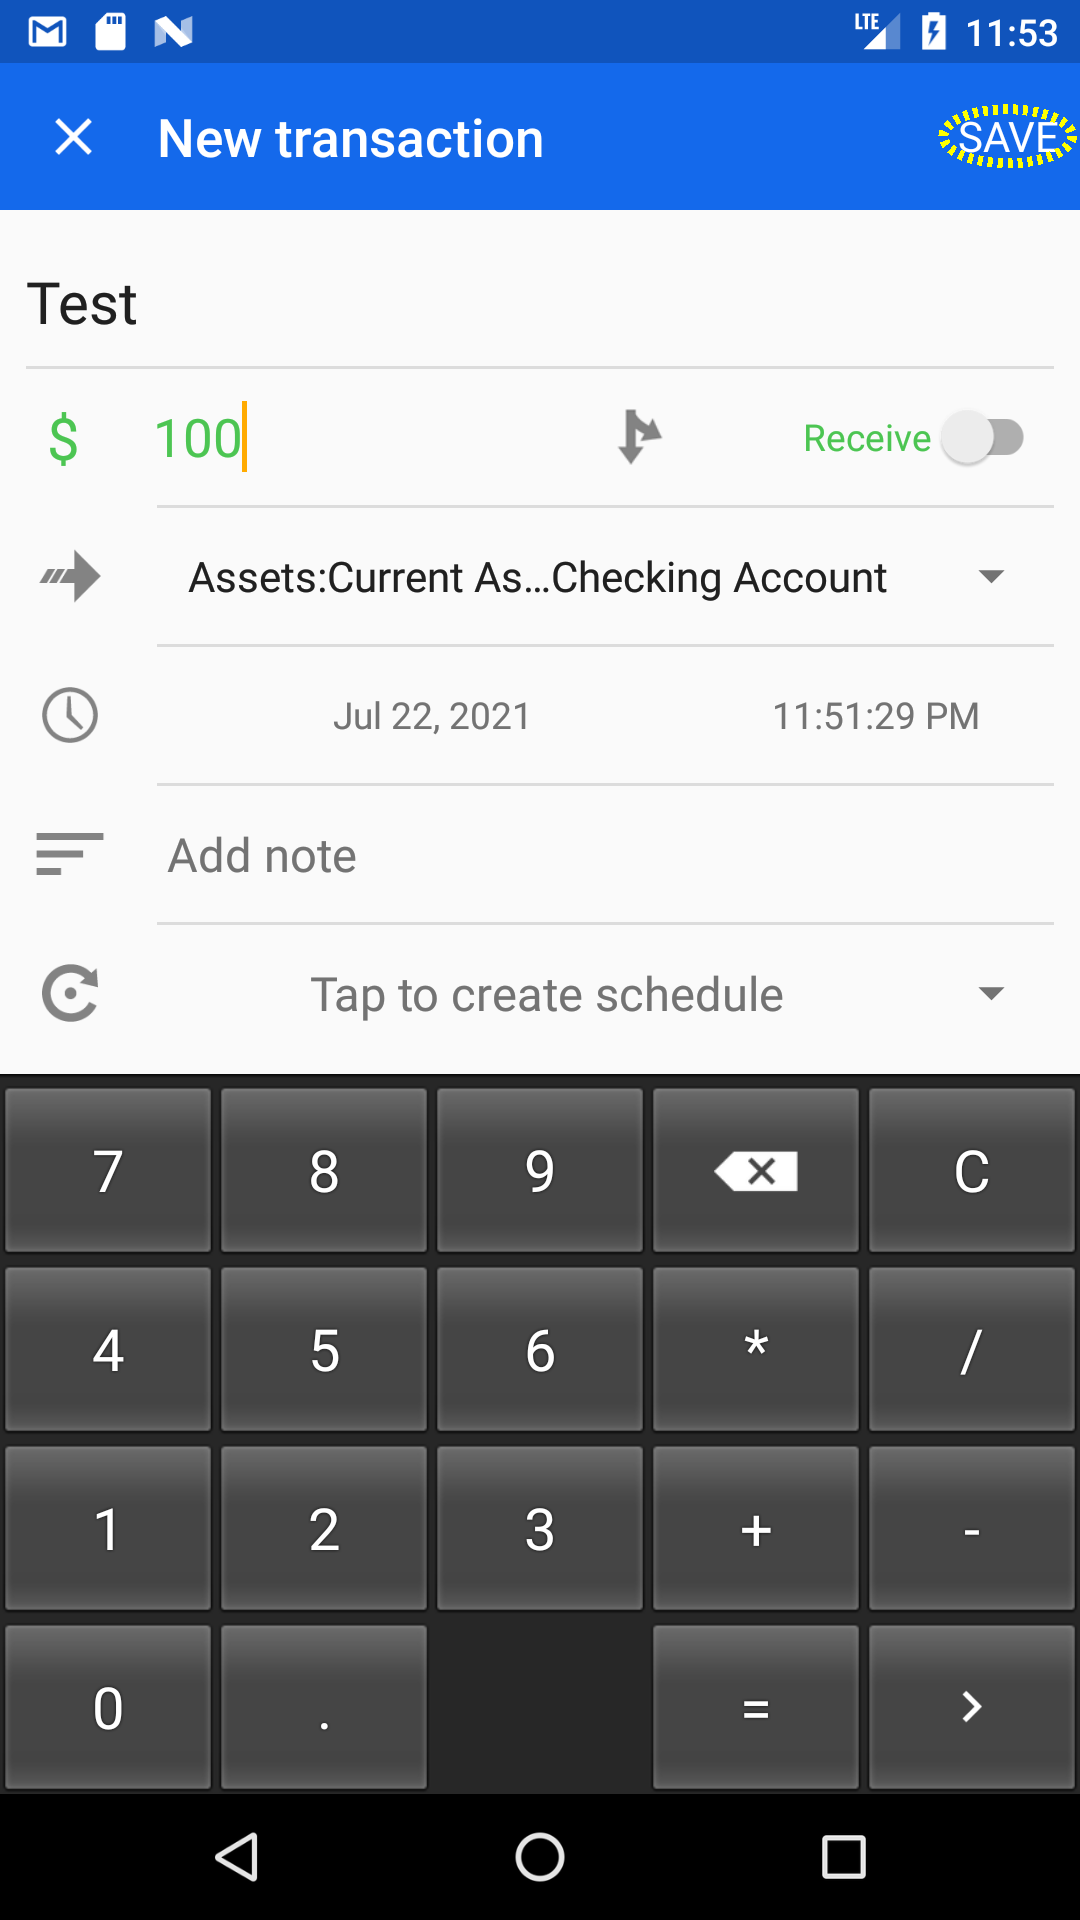 LTE 11:53
New transaction SAVE
Test
$ 100 Receive
Assets:Current As...Checking Account
Jul 22, 2021 11:51:29 PM
Add note
Tap to create schedule
7 8 9 C
4 5 6 * /
1 2 3 + -
0 . = >